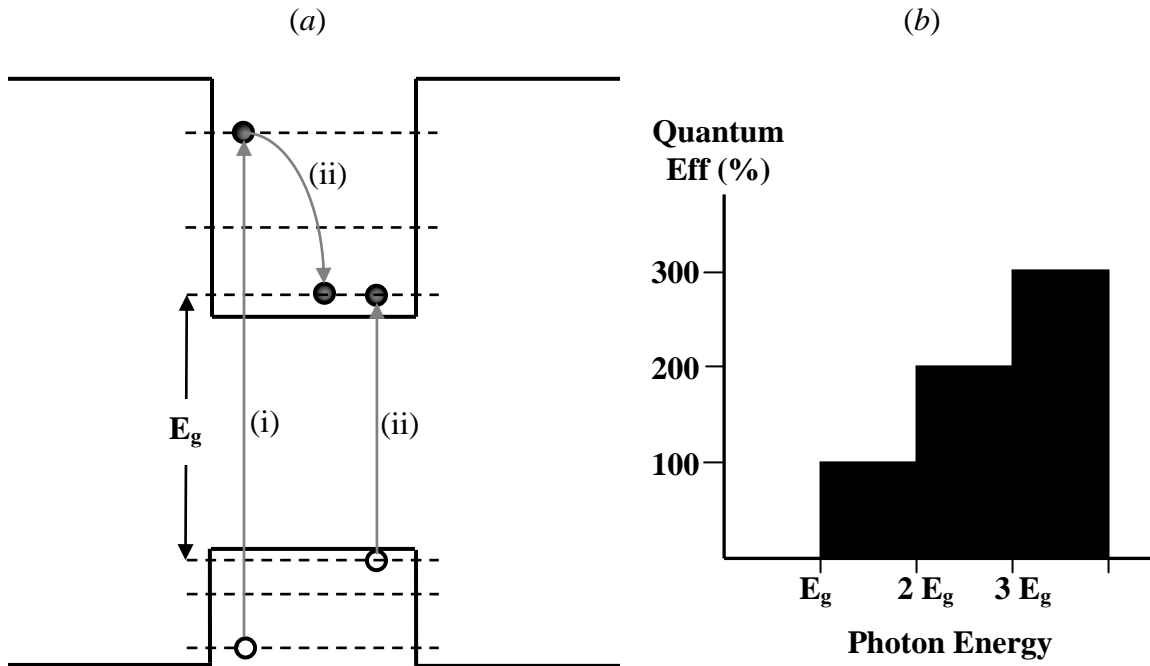 (a)
(ii)
(i)
(ii)
Eg
(b)
Quantum
Eff (%)
300
200
100
Eg 2 Eg 3 Eg
Photon Energy